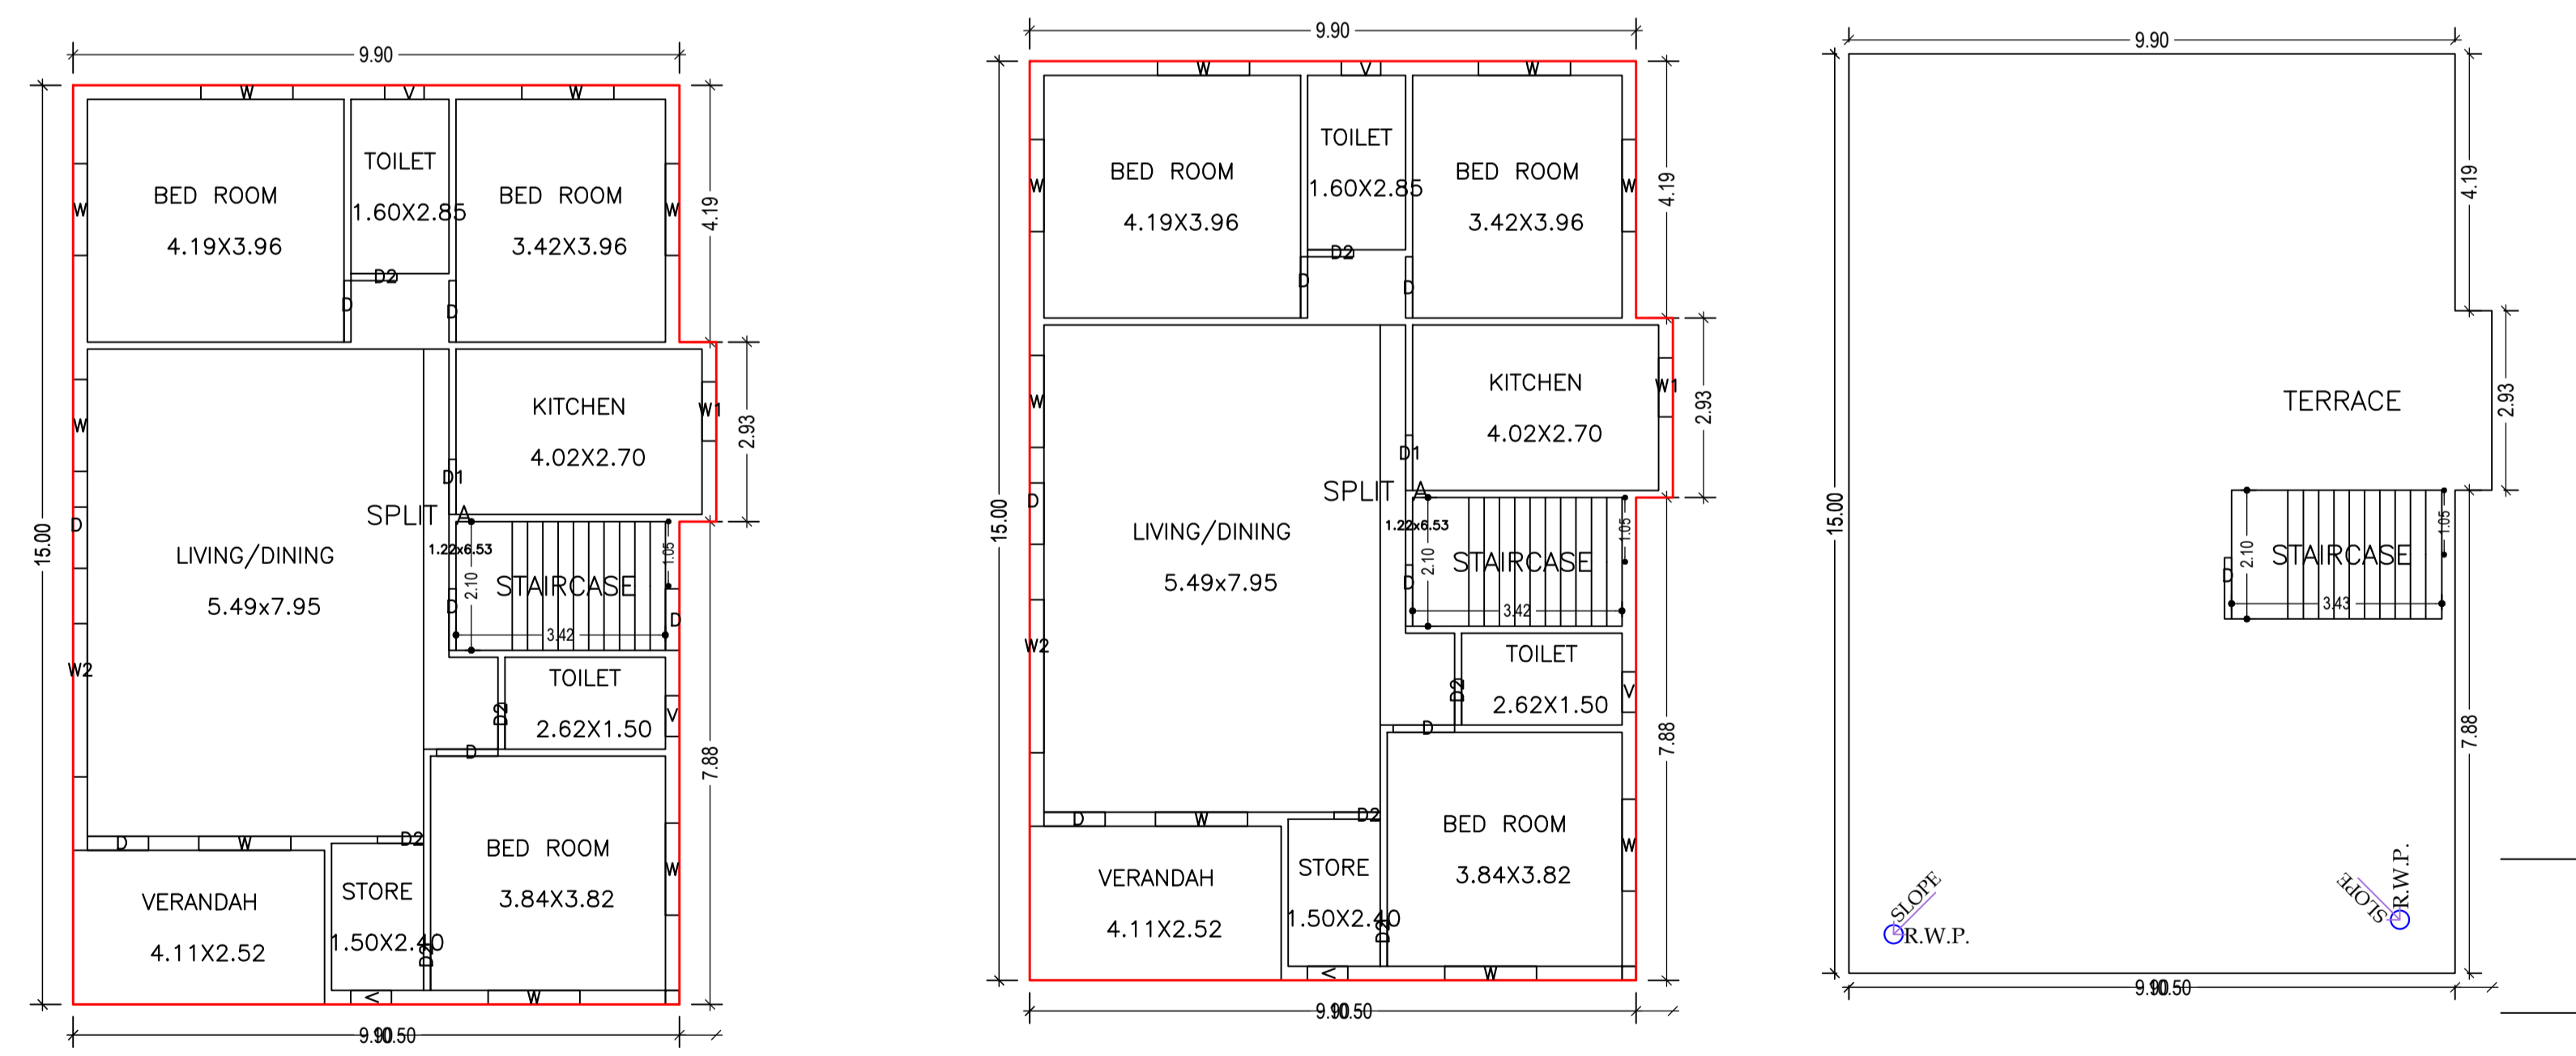 9.90
W
V
W
BED ROOM
4.19X3.96
TOILET
1.60X2.85
BED ROOM
3.42X3.96
W
W
4.19
D2
D
D
15.00
W
KITCHEN
4.02X2.70
W1
2.93
D1
SPLIT A
D
LIVING/DINING
5.49x7.95
1.22x6.53
2.10
STAIRCASE
1.05
D
3.42
D
W2
TOILET
2.62X1.50
D2
V
D
7.88
D
W
D2
BED ROOM
3.84X3.82
W
VERANDAH
4.11X2.52
STORE
1.50X2.40
D2
V
W
9.90
10.50
9.90
W
V
W
BED ROOM
4.19X3.96
TOILET
1.60X2.85
BED ROOM
3.42X3.96
W
W
4.19
D2
D
D
15.00
W
KITCHEN
4.02X2.70
W1
2.93
D1
SPLIT A
D
LIVING/DINING
5.49x7.95
1.22x6.53
2.10
STAIRCASE
1.05
D
3.42
W2
TOILET
2.62X1.50
D2
V
D
7.88
D
W
D2
BED ROOM
3.84X3.82
W
VERANDAH
4.11X2.52
STORE
1.50X2.40
D2
V
W
9.90
10.50
9.90
4.19
TERRACE
2.93
15.00
2.10
STAIRCASE
1.05
D
3.43
7.88
SLOPE
R.W.P.
SLOPE
R.W.P.
9.90
10.50